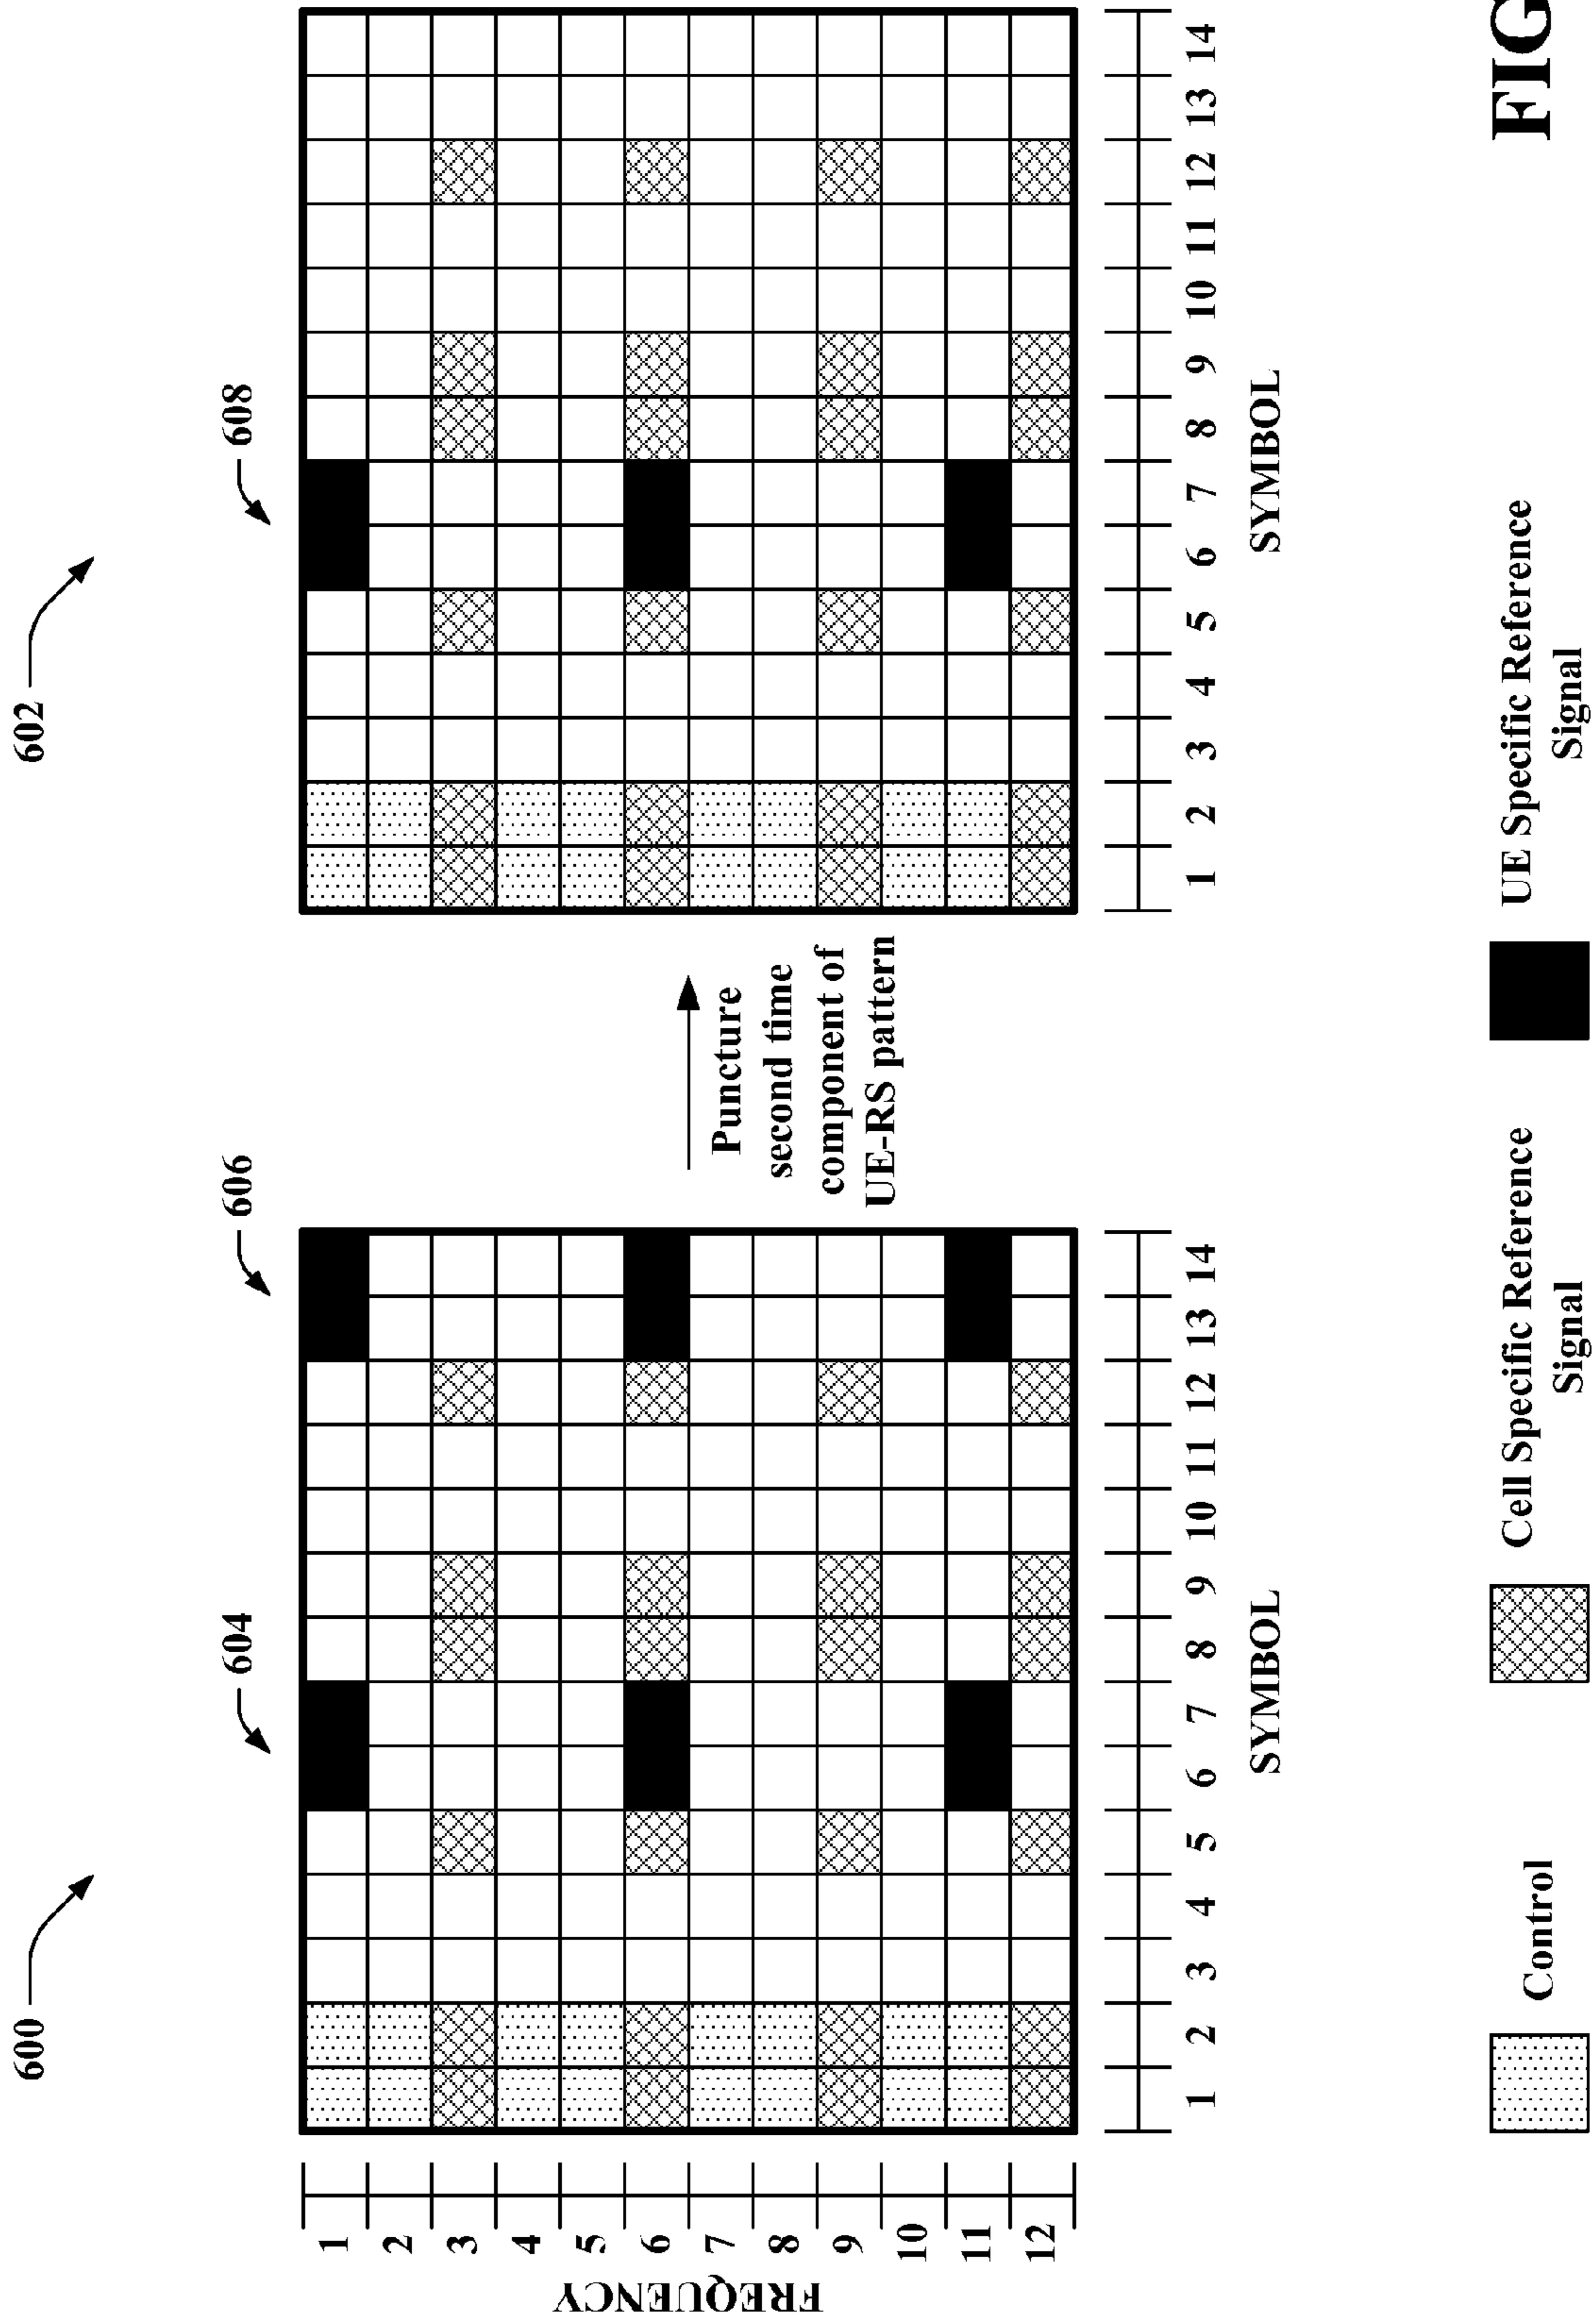 600
602
604
606
608
FREQUENCY
1
2
3
4
5
6
7
8
9
10
11
12
Puncture
second time
component of
UE-RS pattern
1 2 3 4 5 6 7 8 9 10 11 12 13 14
SYMBOL
1 2 3 4 5 6 7 8 9 10 11 12 13 14
SYMBOL
Control
Cell Specific Reference
Signal
UE Specific Reference
Signal
FIG